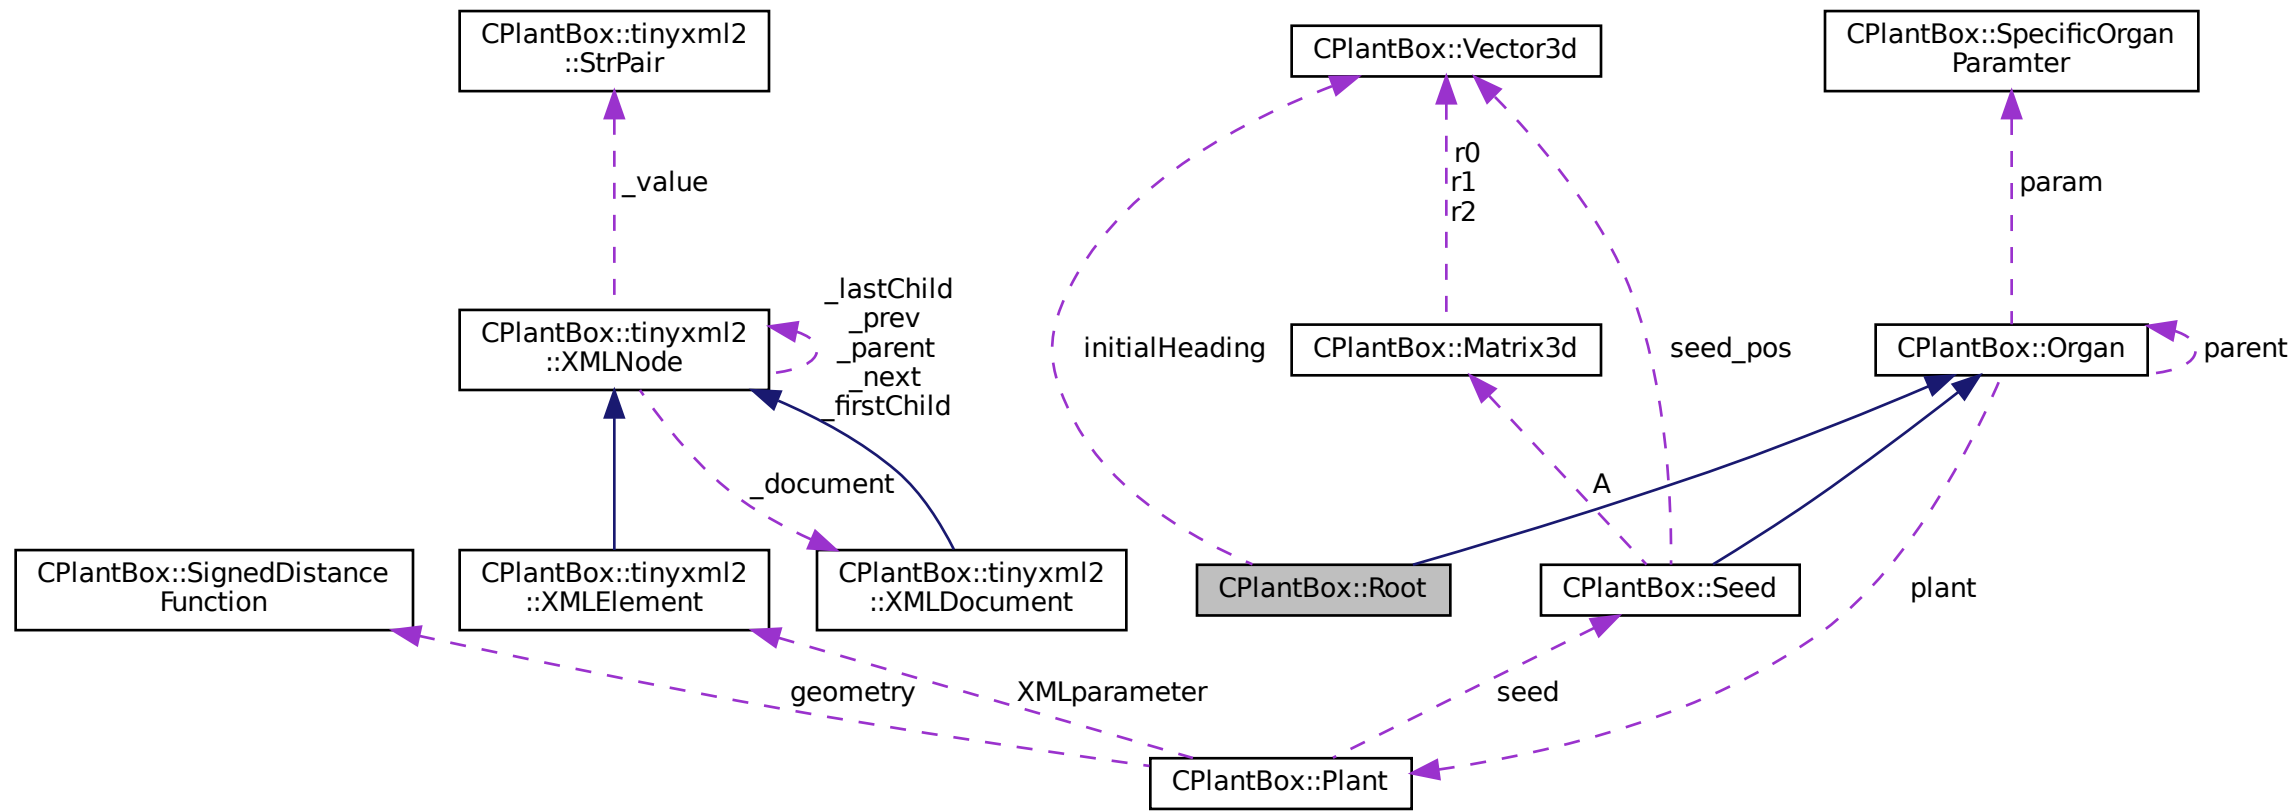 CPlantBox::tinyxml2
::StrPair
CPlantBox::Vector3d
CPlantBox::SpecificOrgan
Paramter
_value
r0
r1
r2
param
_lastChild
_prev
_parent
_next
_firstChild
CPlantBox::tinyxml2
::XMLNode
initialHeading
CPlantBox::Matrix3d
seed_pos
CPlantBox::Organ
parent
_document
A
CPlantBox::SignedDistance
Function
CPlantBox::tinyxml2
::XMLElement
CPlantBox::tinyxml2
::XMLDocument
CPlantBox::Root
CPlantBox::Seed
plant
geometry
XMLparameter
seed
CPlantBox::Plant